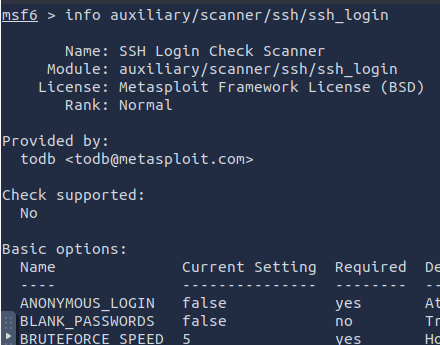 msf6 > info auxiliary/scanner/ssh/ssh_login
Name: SSH Login Check Scanner
Module: auxiliary/scanner/ssh/ssh_login
License: Metasploit Framework License (BSD)
Rank: Normal
Provided by:
todb <todb@metasploit.com>
Check supported:
No
Basic options:
Name Current Setting Required De
---- --------------- -------- --
ANONYMOUS_LOGIN false yes At
BLANK_PASSWORDS false no Tr
BRUTEFORCE_SPEED 5 yes Ho